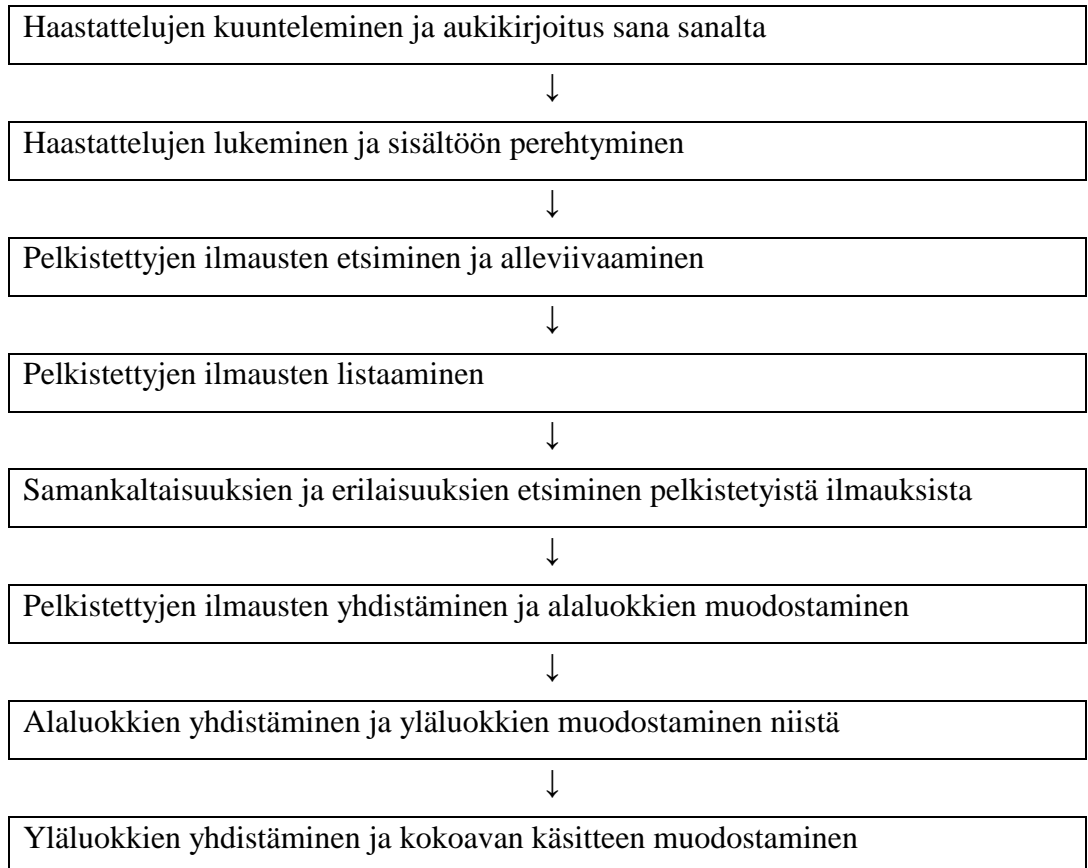 Haastattelujen kuunteleminen ja aukikirjoitus sana sanalta
↓
Haastattelujen lukeminen ja sisältöön perehtyminen
↓
Pelkistettyjen ilmausten etsiminen ja alleviivaaminen
↓
Pelkistettyjen ilmausten listaaminen
↓
Samankaltaisuuksien ja erilaisuuksien etsiminen pelkistetyistä ilmauksista
↓
Pelkistettyjen ilmausten yhdistäminen ja alaluokkien muodostaminen
↓
Alaluokkien yhdistäminen ja yläluokkien muodostaminen niistä
↓
Yläluokkien yhdistäminen ja kokoavan käsitteen muodostaminen